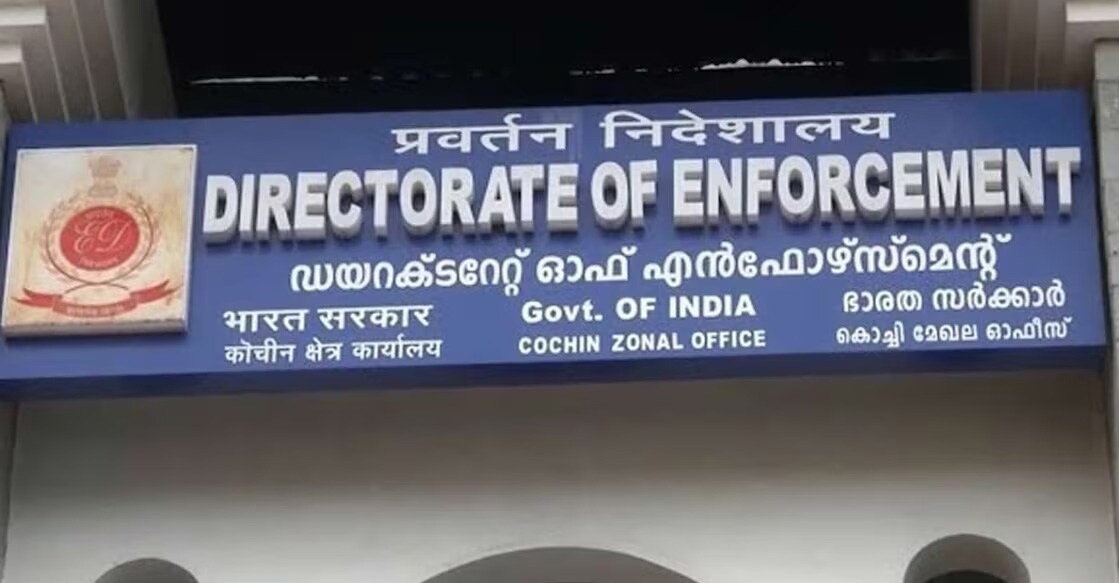 प्रवर्तन निदेशालय
DIRECTORATE OF ENFORCEMENT
ഡയറക്ടറേറ്റ് ഓഫ് എൻഫോഴ്സ്മെന്റ്
भारत सरकार Govt. OF INDIA ഭാരത സർക്കാർ
कोचीन क्षेत्र कार्यालय COCHIN ZONAL OFFICE കൊച്ചി മേഖല ഓഫീസ്
ED